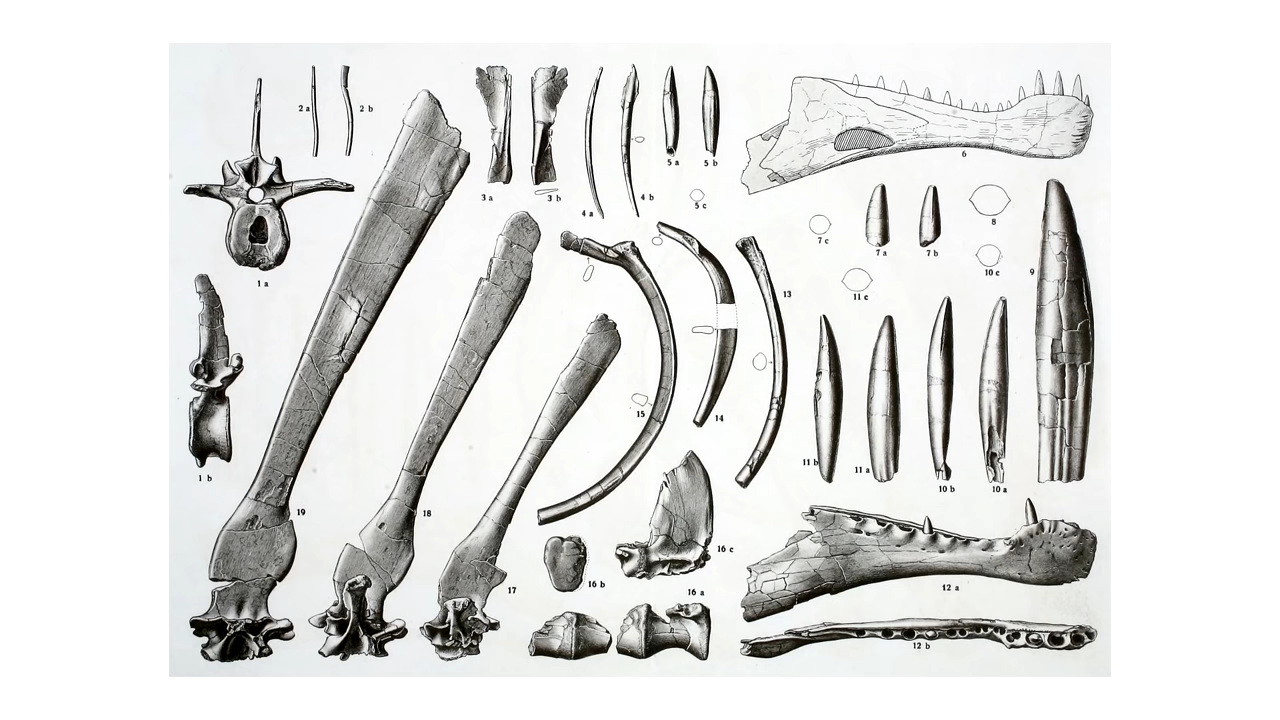 2 a
2 b
3 a
3 b
4 a
4 b
5 a
5 b
5 c
6
1 a
7 c
7 a
7 b
8
10 c
9
11 c
13
15
14
1 b
19
18
17
11 b
11 a
10 b
10 a
16 b
16 c
16 a
12 a
12 b